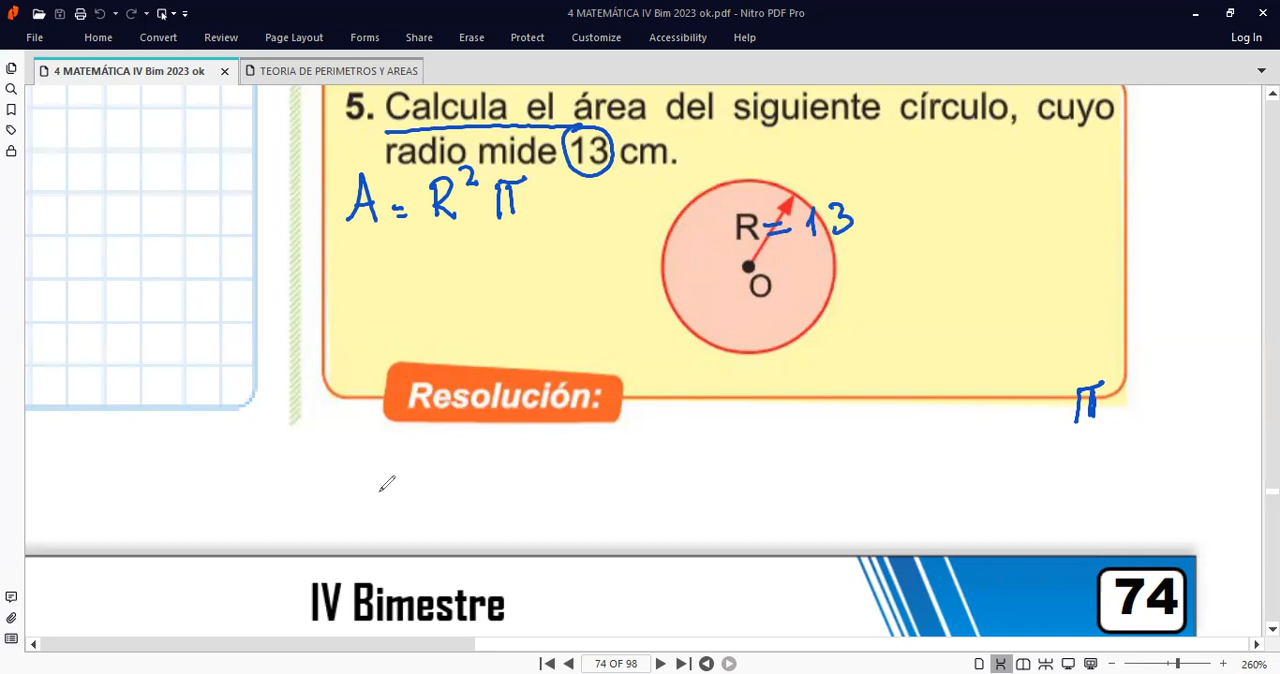 4 MATEMÁTICA IV Bim 2023 ok.pdf - Nitro PDF Pro
File Home Convert Review Page Layout Forms Share Erase Protect Customize Accessibility Help Log In
4 MATEMÁTICA IV Bim 2023 ok TEORIA DE PERIMETROS Y AREAS
5. Calcula el área del siguiente círculo, cuyo
radio mide 13 cm.
A = R² π
R = 13
O
Resolución:
π
IV Bimestre
74
74 OF 98
260%